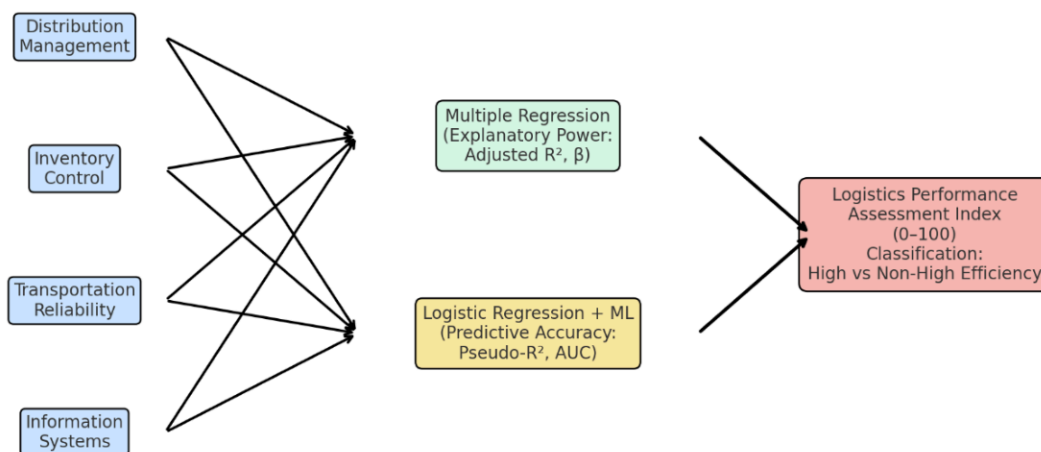 Distribution
Management
Inventory
Control
Transportation
Reliability
Information
Systems
Multiple Regression
(Explanatory Power:
Adjusted R², β)
Logistic Regression + ML
(Predictive Accuracy:
Pseudo-R², AUC)
Logistics Performance
Assessment Index
(0–100)
Classification:
High vs Non-High Efficiency